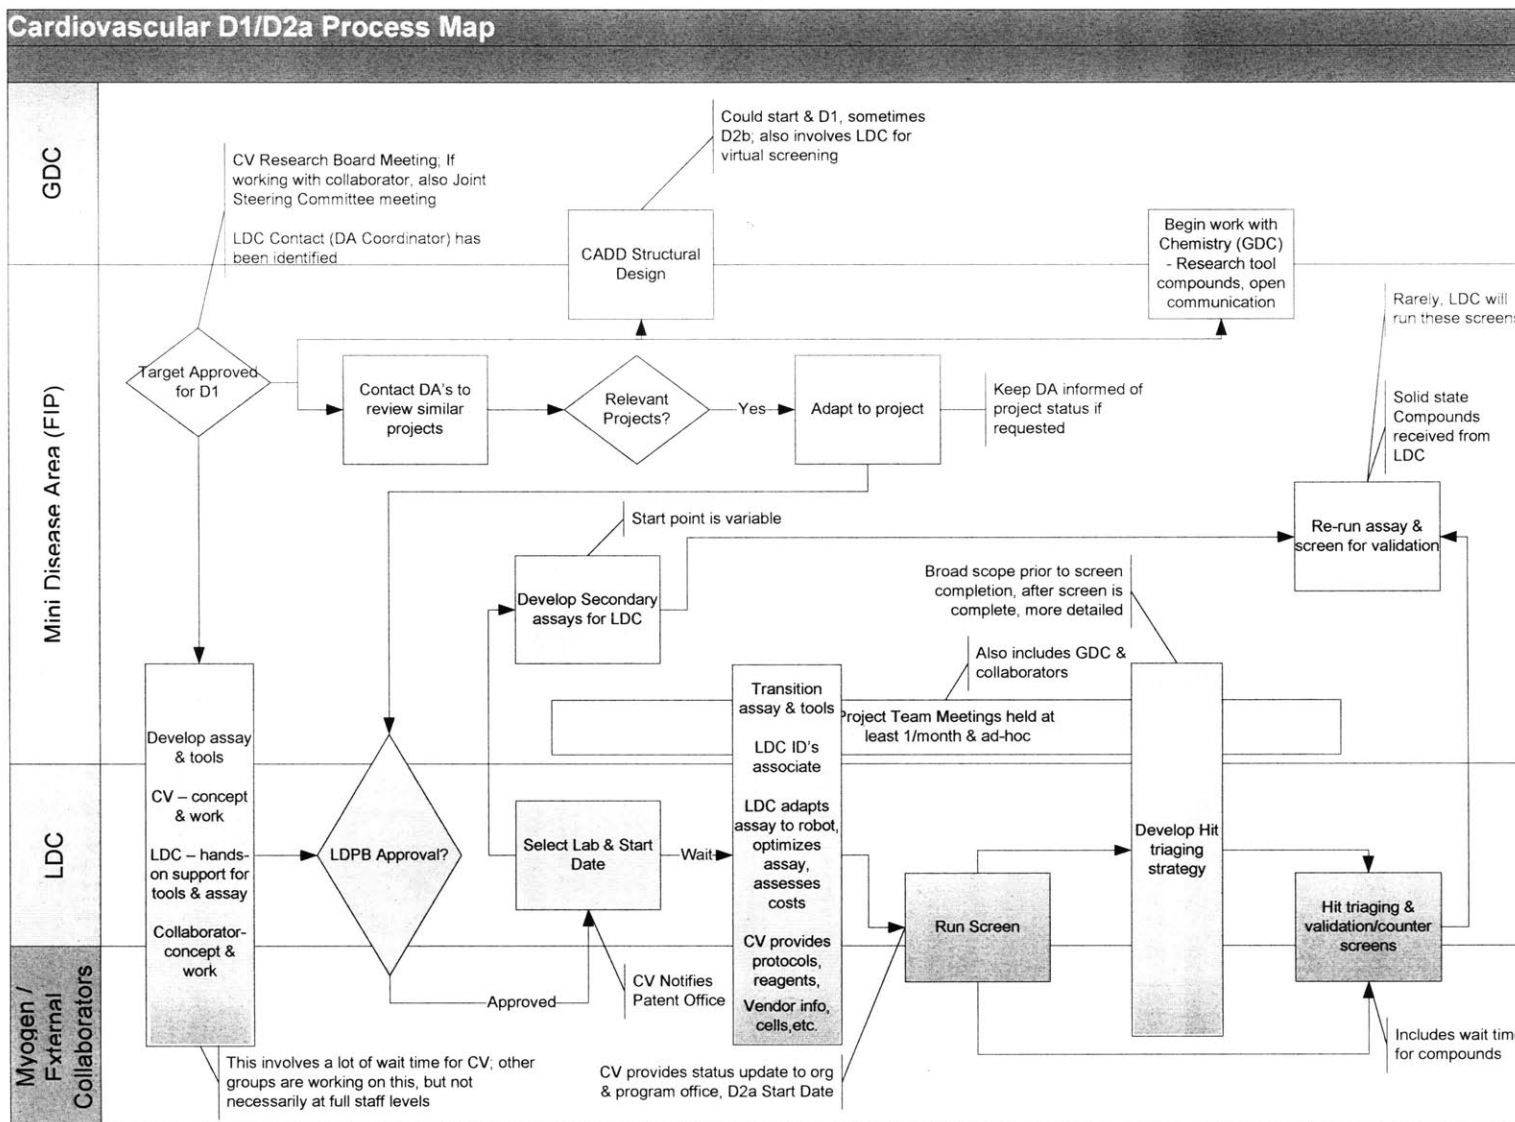 Cardiovascular D1/D2a Process Map
GDC
Mini Disease Area (FIP)
LDC
Myogen /
External
Collaborators
CV Research Board Meeting; If
working with collaborator, also Joint
Steering Committee meeting
LDC Contact (DA Coordinator) has
been identified
Could start & D1, sometimes
D2b; also involves LDC for
virtual screening
CADD Structural
Design
Begin work with
Chemistry (GDC)
- Research tool
compounds, open
communication
Rarely, LDC will
run these screens
Target Approved
for D1
Contact DA's to
review similar
projects
Relevant
Projects?
Yes
Adapt to project
Keep DA informed of
project status if
requested
Solid state
Compounds
received from
LDC
Start point is variable
Re-run assay &
screen for validation
Develop Secondary
assays for LDC
Broad scope prior to screen
completion, after screen is
complete, more detailed
Also includes GDC &
collaborators
Project Team Meetings held at
least 1/month & ad-hoc
Develop assay
& tools
CV – concept
& work
LDC – hands-
on support for
tools & assay
Collaborator-
concept &
work
LDPB Approval?
Approved
Select Lab & Start
Date
Wait
Transition
assay & tools
LDC ID's
associate
LDC adapts
assay to robot,
optimizes
assay,
assesses
costs
CV provides
protocols,
reagents,
Vendor info,
cells,etc.
Run Screen
Develop Hit
triaging
strategy
Hit triaging &
validation/counter
screens
CV Notifies
Patent Office
This involves a lot of wait time for CV; other
groups are working on this, but not
necessarily at full staff levels
CV provides status update to org
& program office, D2a Start Date
Includes wait time
for compounds